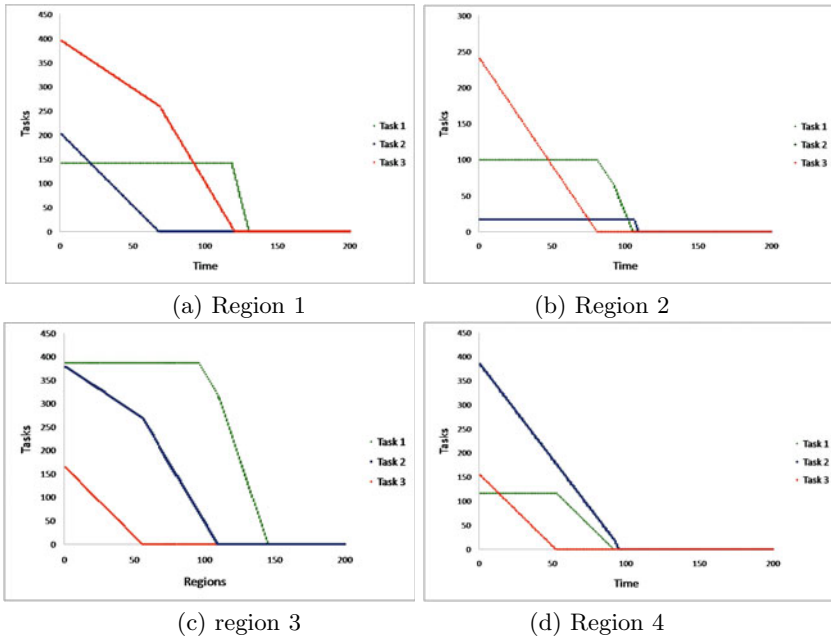 450
400
350
300
250
200
150
100
50
0
Tasks
0 50 100 150 200
Time
Task 1
Task 2
Task 3
(a) Region 1
300
250
200
150
100
50
0
Tasks
0 50 100 150 200
Time
Task 1
Task 2
Task 3
(b) Region 2
450
400
350
300
250
200
150
100
50
0
Tasks
0 50 100 150 200
Regions
Task 1
Task 2
Task 3
(c) region 3
450
400
350
300
250
200
150
100
50
0
Tasks
0 50 100 150 200
Time
Task 1
Task 2
Task 3
(d) Region 4